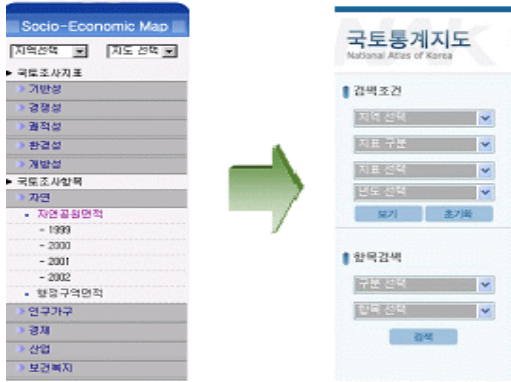 Socio-Economic Map
지역선택
지도 선택
국토조사지표
기반성
경쟁성
쾌적성
환경성
개방성
국토조사항목
자연
자연공원면적
- 1999
- 2000
- 2001
- 2002
행정구역면적
인구가구
경제
산업
보건복지
국토통계지도
National Atlas of Korea
검색조건
지역 선택
지표 구분
지표 선택
년도 선택
보기
초기화
항목검색
구분 선택
항목 선택
검색